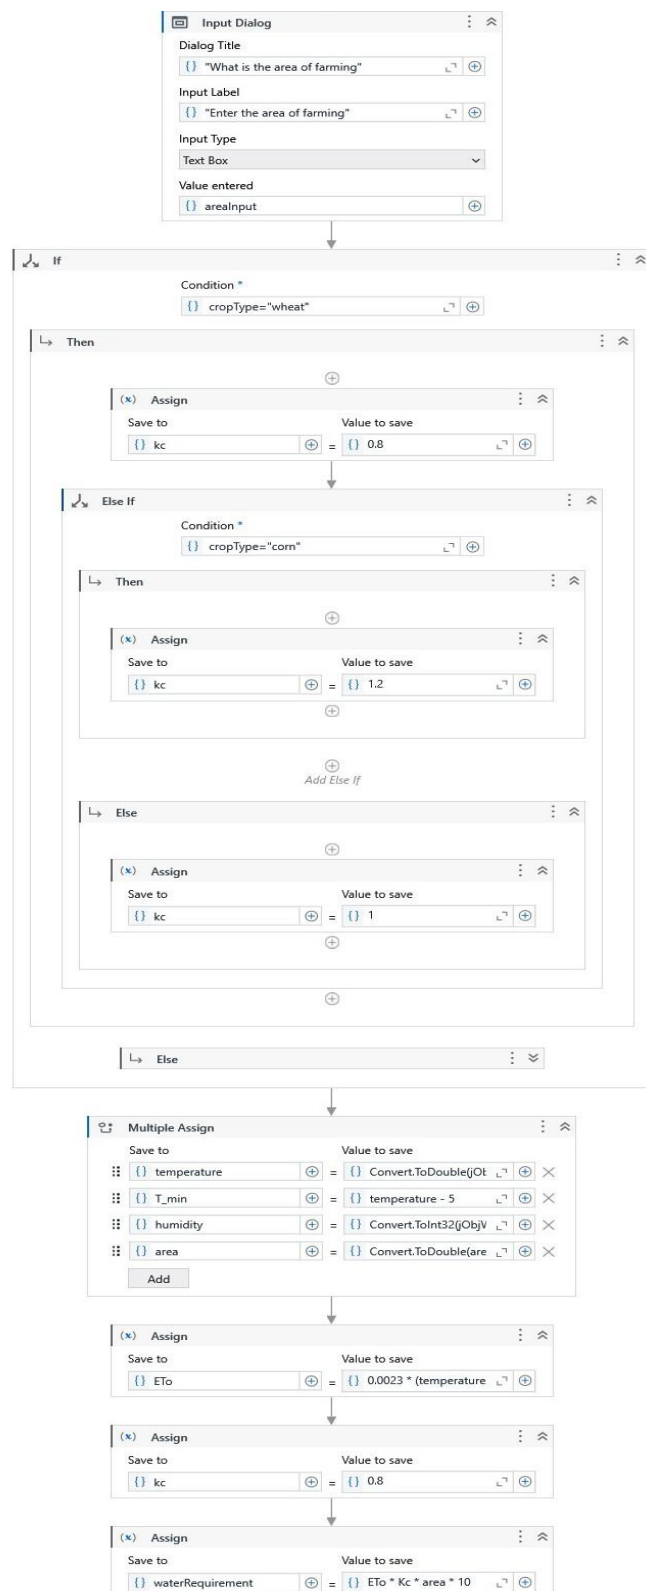 Input Dialog
Dialog Title
"What is the area of farming"
Input Label
"Enter the area of farming"
Input Type
Text Box
Value entered
areaInput
If
Condition *
cropType="wheat"
Then
(x) Assign
Save to Value to save
{} kc = {} 0.8
Else If
Condition *
{} cropType="corn"
Then
(x) Assign
Save to Value to save
{} kc = {} 1.2
Add Else If
Else
(x) Assign
Save to Value to save
{} kc = {} 1
Else
Multiple Assign
Save to Value to save
{} temperature = {} Convert.ToDouble(jOb
{} T_min = {} temperature - 5
{} humidity = {} Convert.ToInt32(jObjW
{} area = {} Convert.ToDouble(are
Add
(x) Assign
Save to Value to save
{} ETo = {} 0.0023 * (temperature
(x) Assign
Save to Value to save
{} kc = {} 0.8
(x) Assign
Save to Value to save
{} waterRequirement = {} ETo * Kc * area * 10